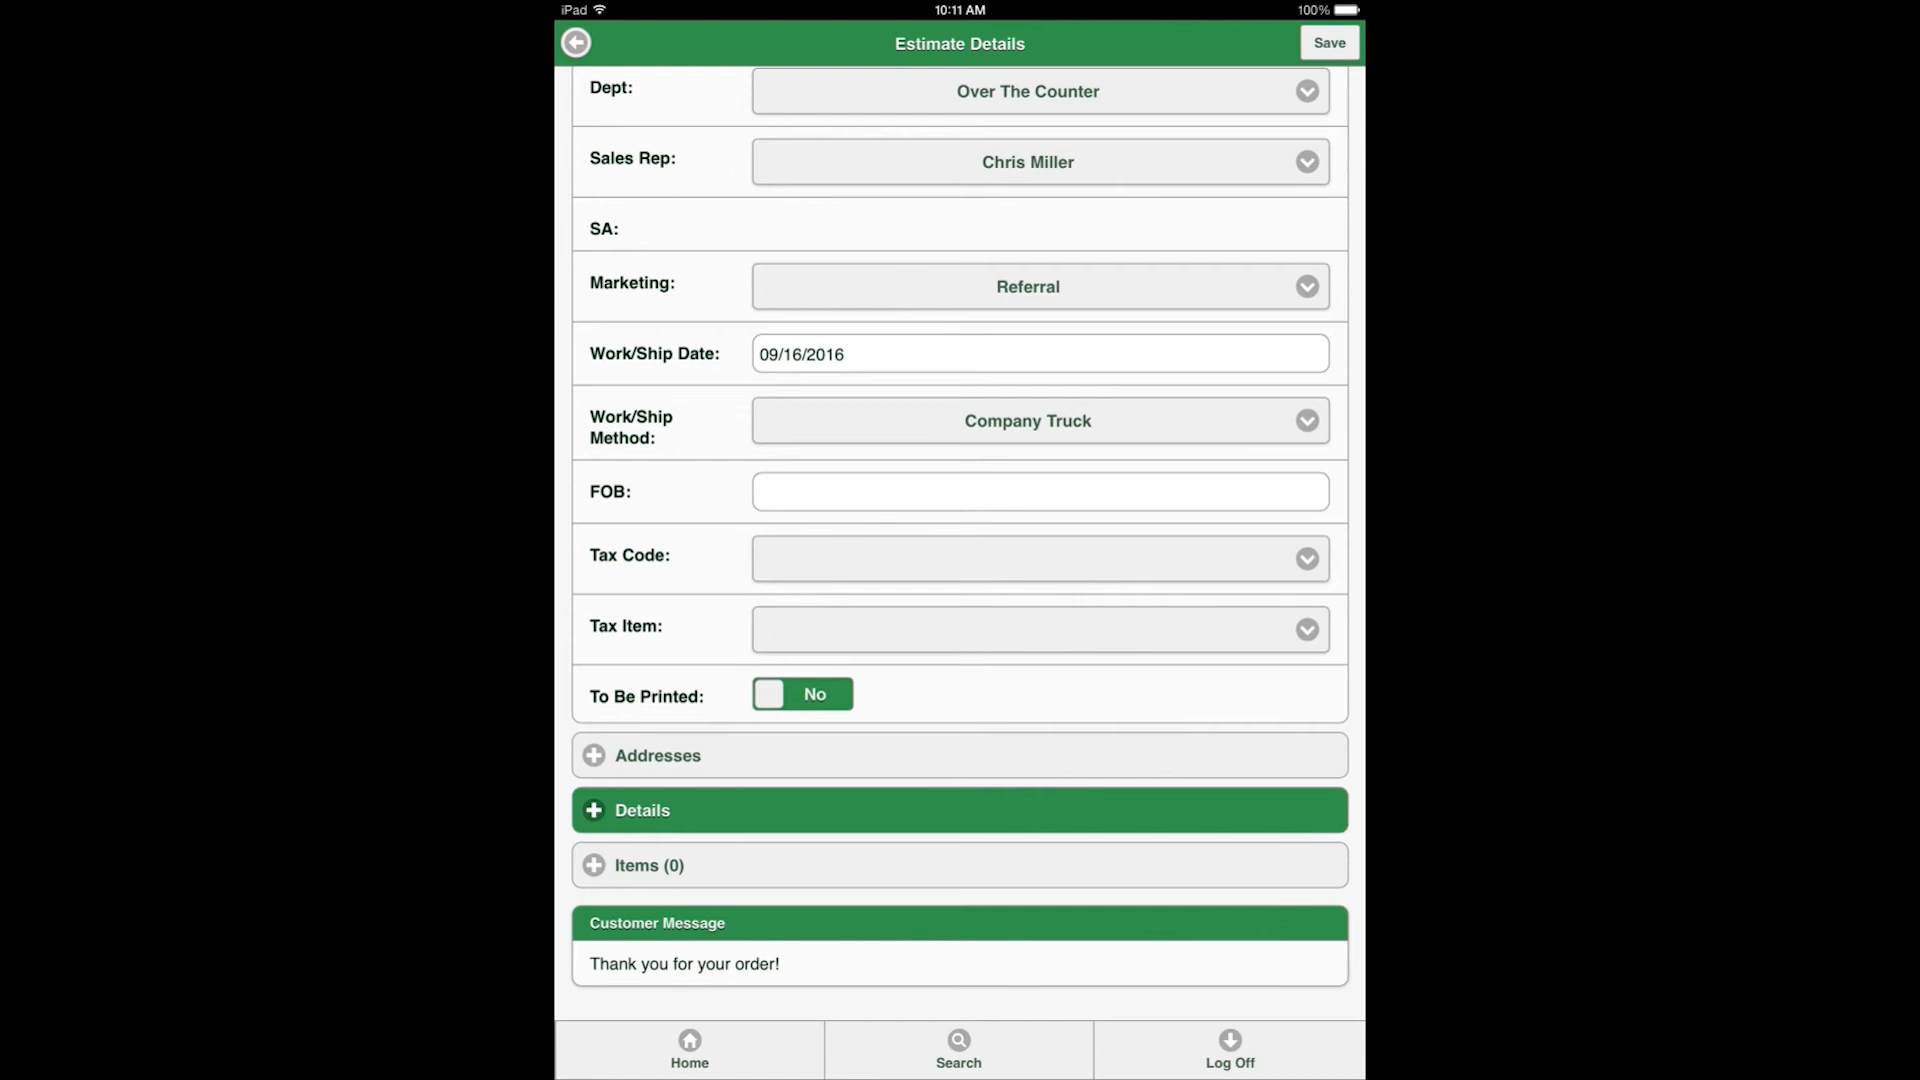 iPad 10:11 AM 100%
Estimate Details Save
Dept: Over The Counter
Sales Rep: Chris Miller
SA:
Marketing: Referral
Work/Ship Date: 09/16/2016
Work/Ship Method: Company Truck
FOB:
Tax Code:
Tax Item:
To Be Printed: No
Addresses
Details
Items (0)
Customer Message
Thank you for your order!
Home Search Log Off